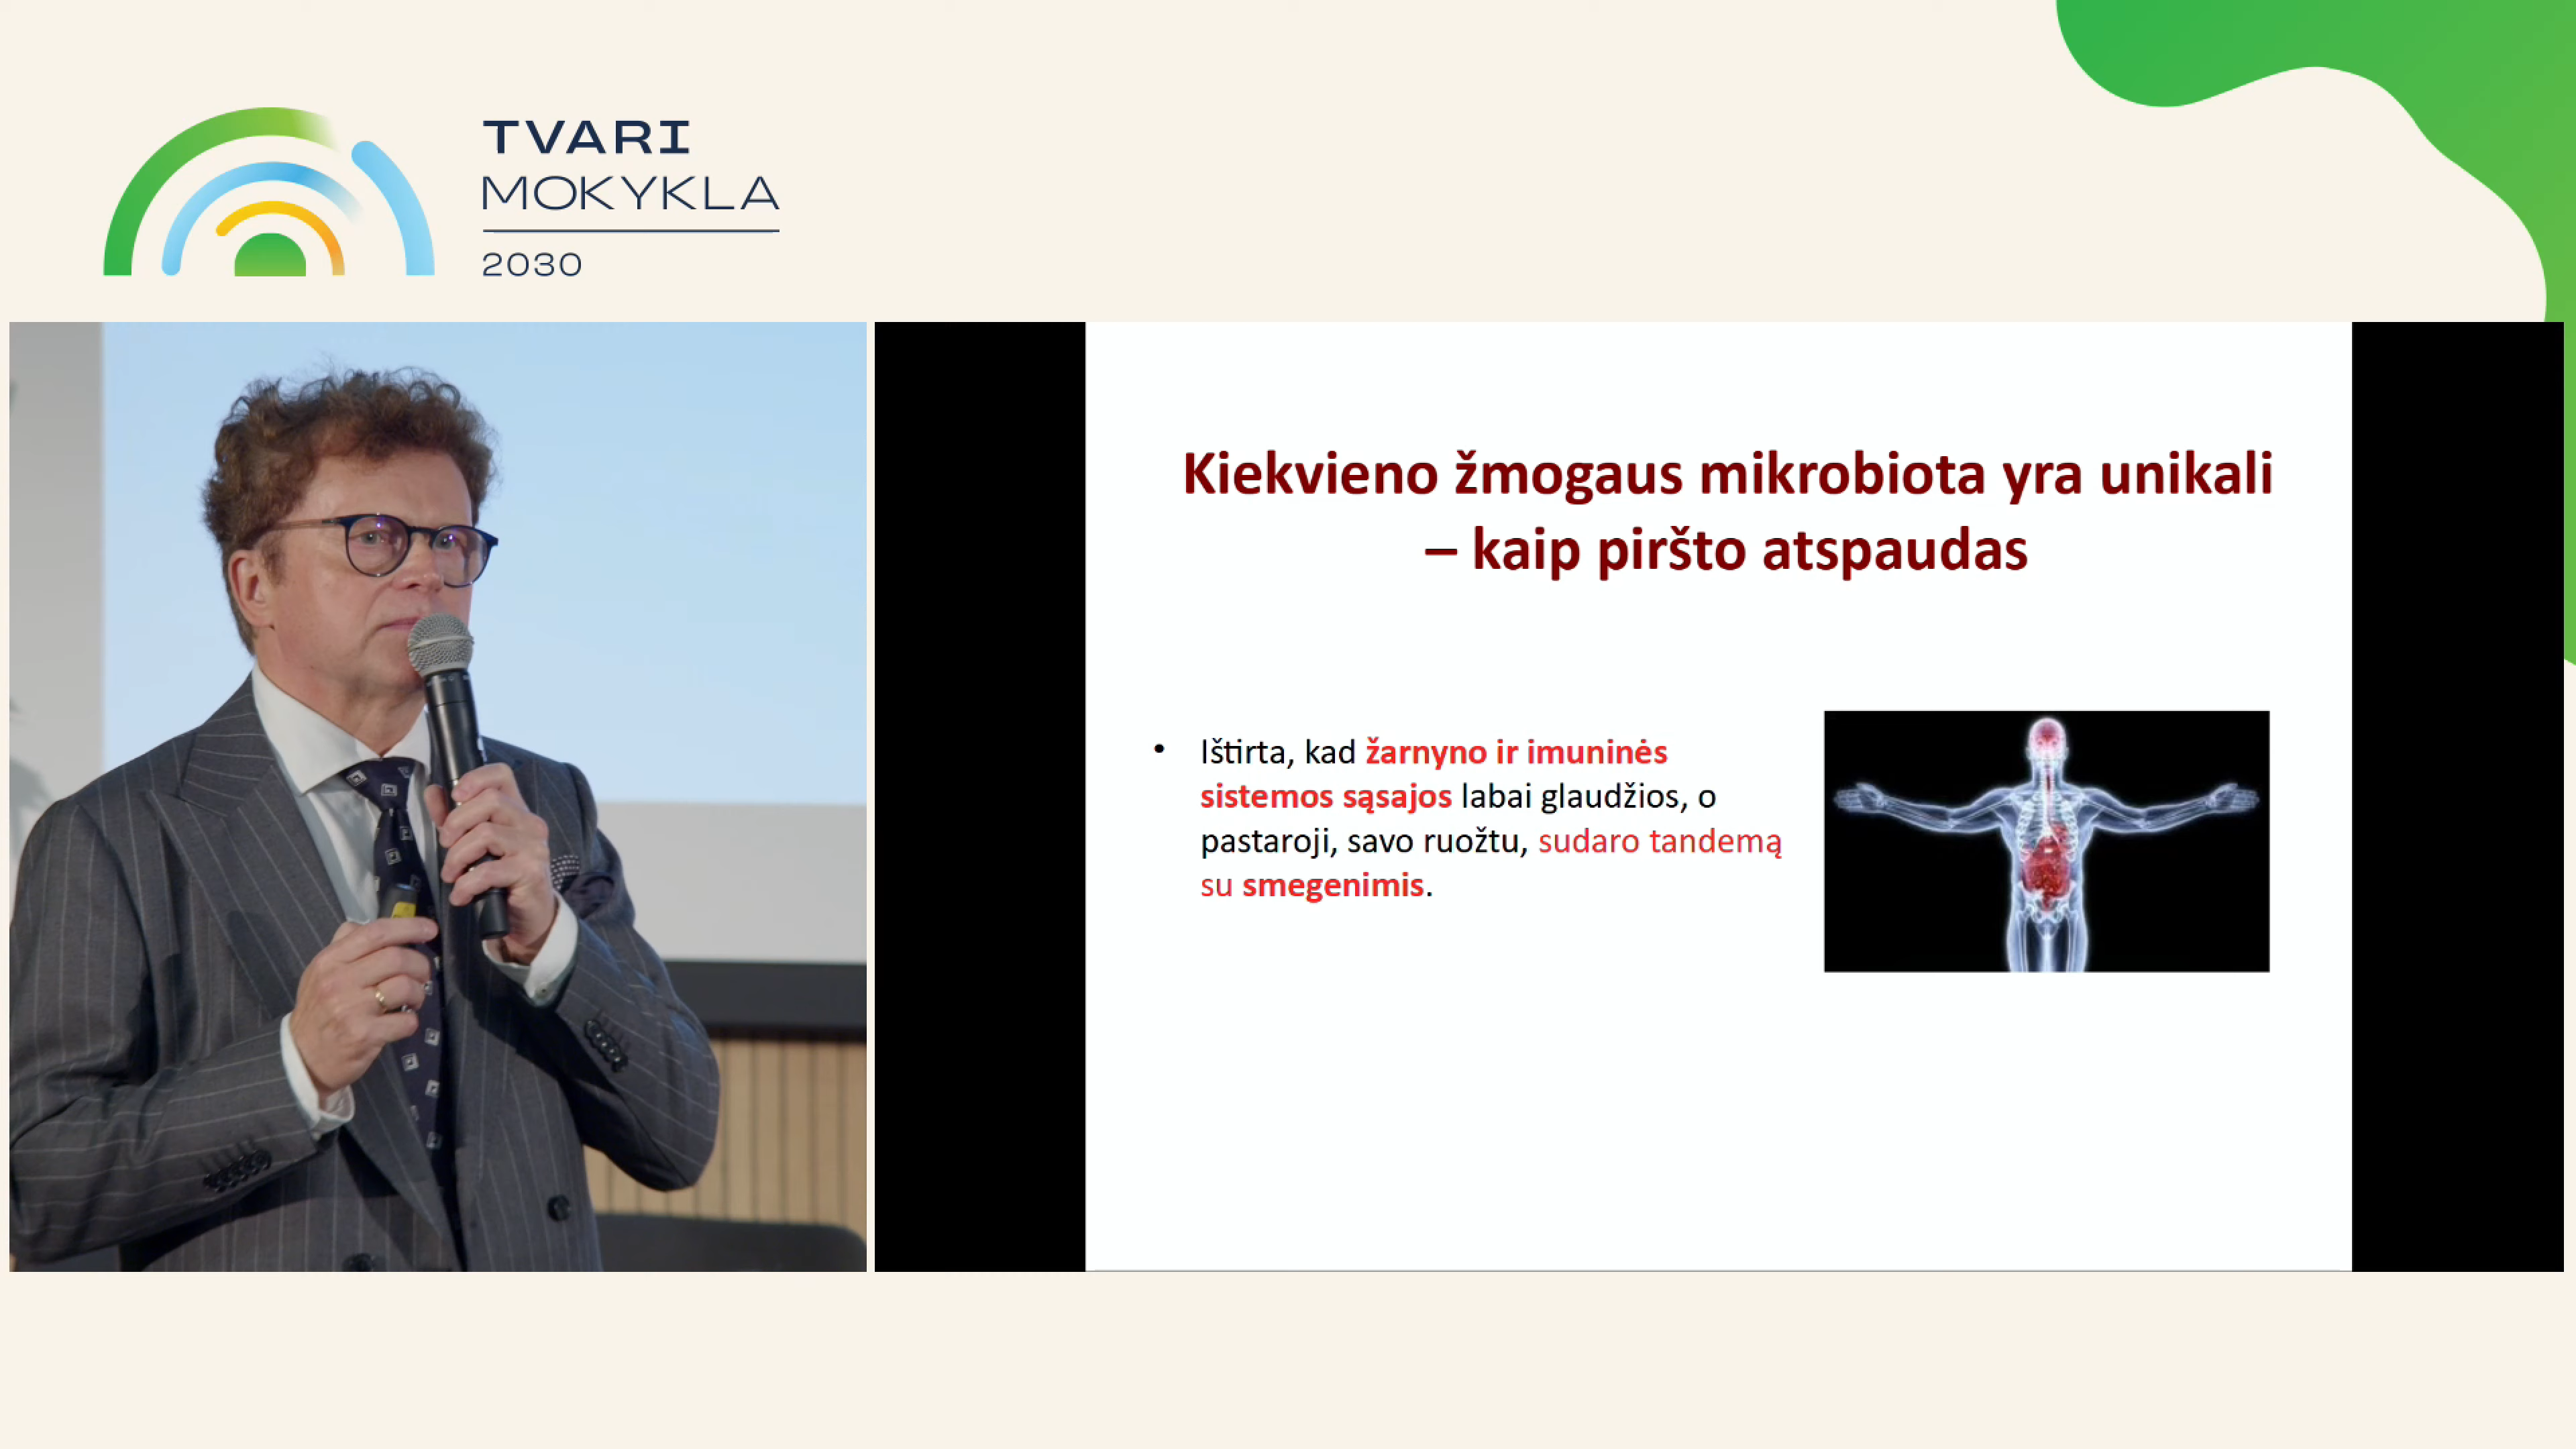 TVARI
MOKYKLA
2030
Kiekvieno žmogaus mikrobiota yra unikali
– kaip piršto atspaudas
• Ištirta, kad žarnyno ir imuninės
sistemos sąsajos labai glaudžios, o
pastaroji, savo ruožtu, sudaro tandemą
su smegenimis.